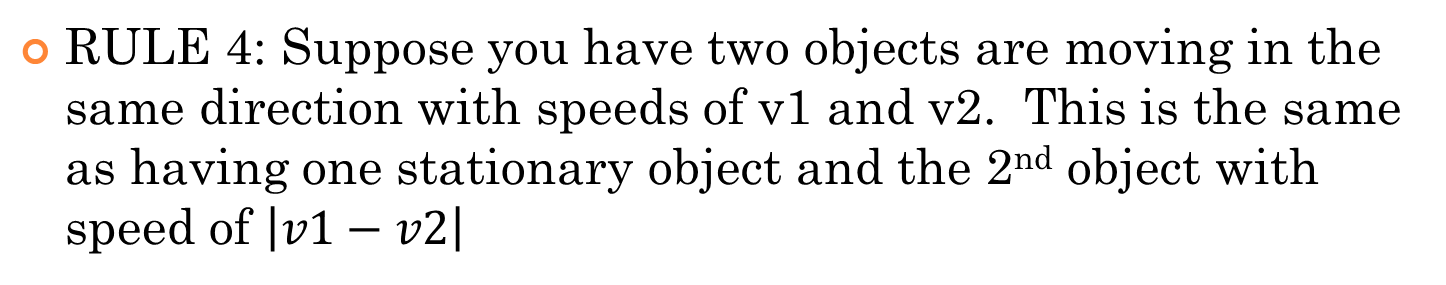 RULE 4: Suppose you have two objects are moving in the
same direction with speeds of v1 and v2.  This is the same
as having one stationary object and the 2nd object with
speed of |v1 − v2|